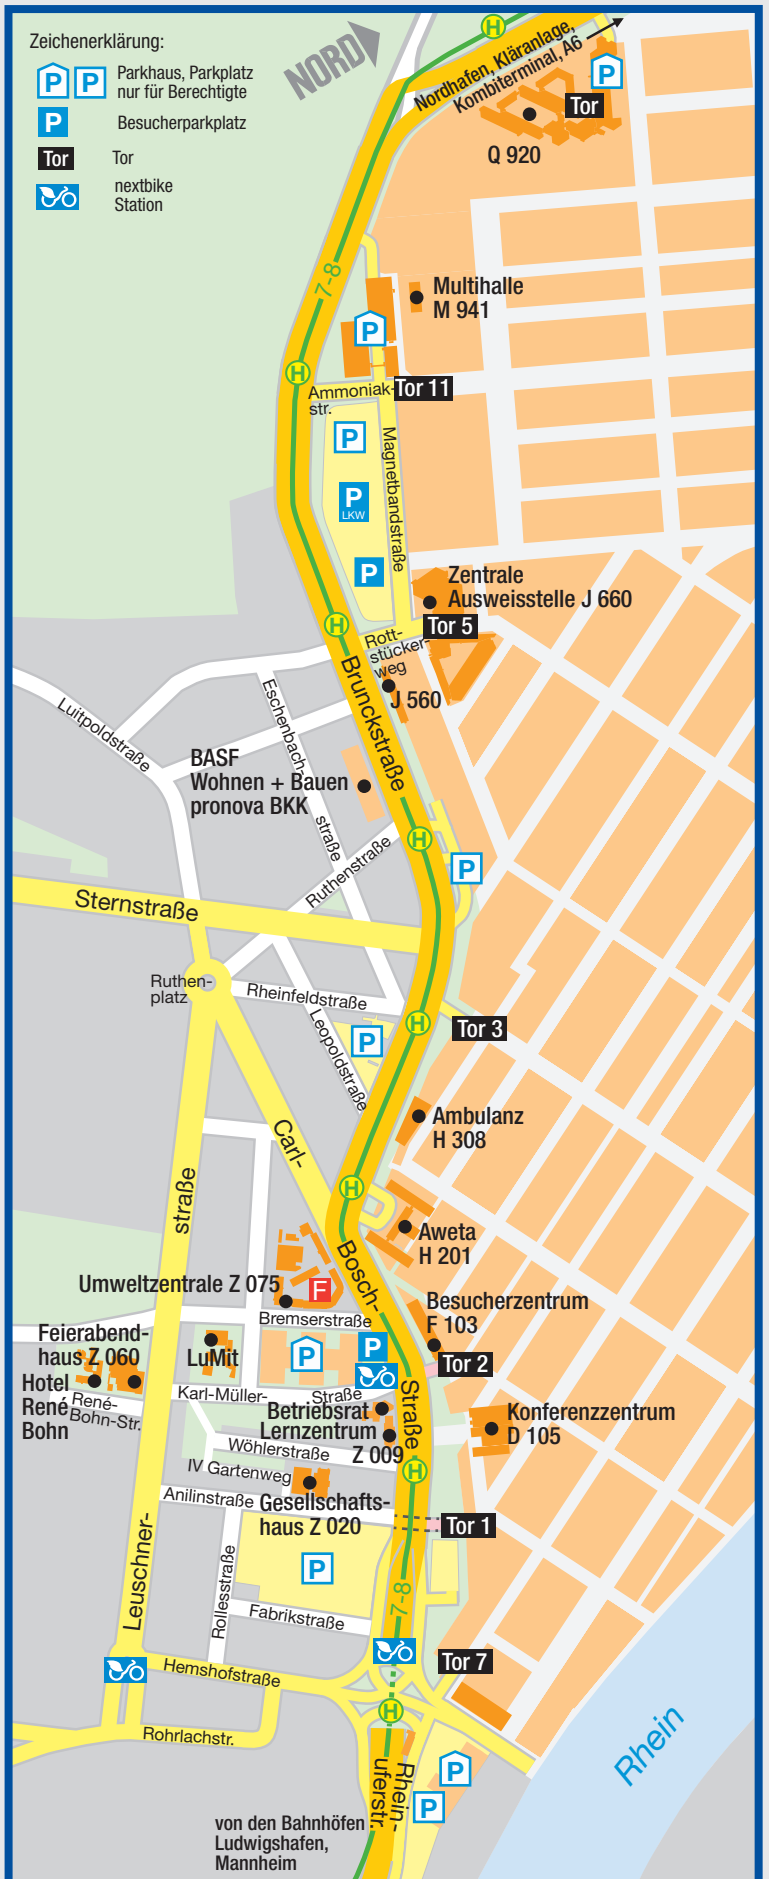 Zeichenerklärung:
P P Parkhaus, Parkplatz
nur für Berechtigte
P Besucherparkplatz
Tor Tor
nextbike
Station
NORD
H
Nordhafen, Kläranlage,
Kombiterminal, A6
P
Tor
Q 920
7-8
Multihalle
M 941
P
H
Ammoniak-
str.
Tor 11
P
Magnetbandstraße
P
LKW
P
Zentrale
Ausweisstelle J 660
H
Tor 5
Rott-
stücker-
weg
J 560
Brunckstraße
Luitpoldstraße
Eschenbach-
straße
BASF
Wohnen + Bauen
pronova BKK
H
Ruthenstraße
P
Sternstraße
Ruthen-
platz
Rheinfeldstraße
H
Tor 3
Leopoldstraße
P
Ambulanz
H 308
Carl-
H
straße
Aweta
H 201
Bosch-
Umweltzentrale Z 075
F
Besucherzentrum
F 103
Bremserstraße
Feierabend-
haus Z 060
LuMit
P
P
Tor 2
Hotel
René
Bohn
René-
Bohn-Str.
Karl-Müller-
Straße
Straße
Betriebsrat
Lernzentrum
Z 009
Konferenzzentrum
D 105
Wöhlerstraße
IV Gartenweg
H
Anilinstraße
Gesellschafts-
haus Z 020
Tor 1
Leuschner-
P
Rollesstraße
7-8
Fabrikstraße
Hemshofstraße
Tor 7
H
Rohrlachstr.
Rhein
Rhein-
uferstr.
P
P
von den Bahnhöfen
Ludwigshafen,
Mannheim